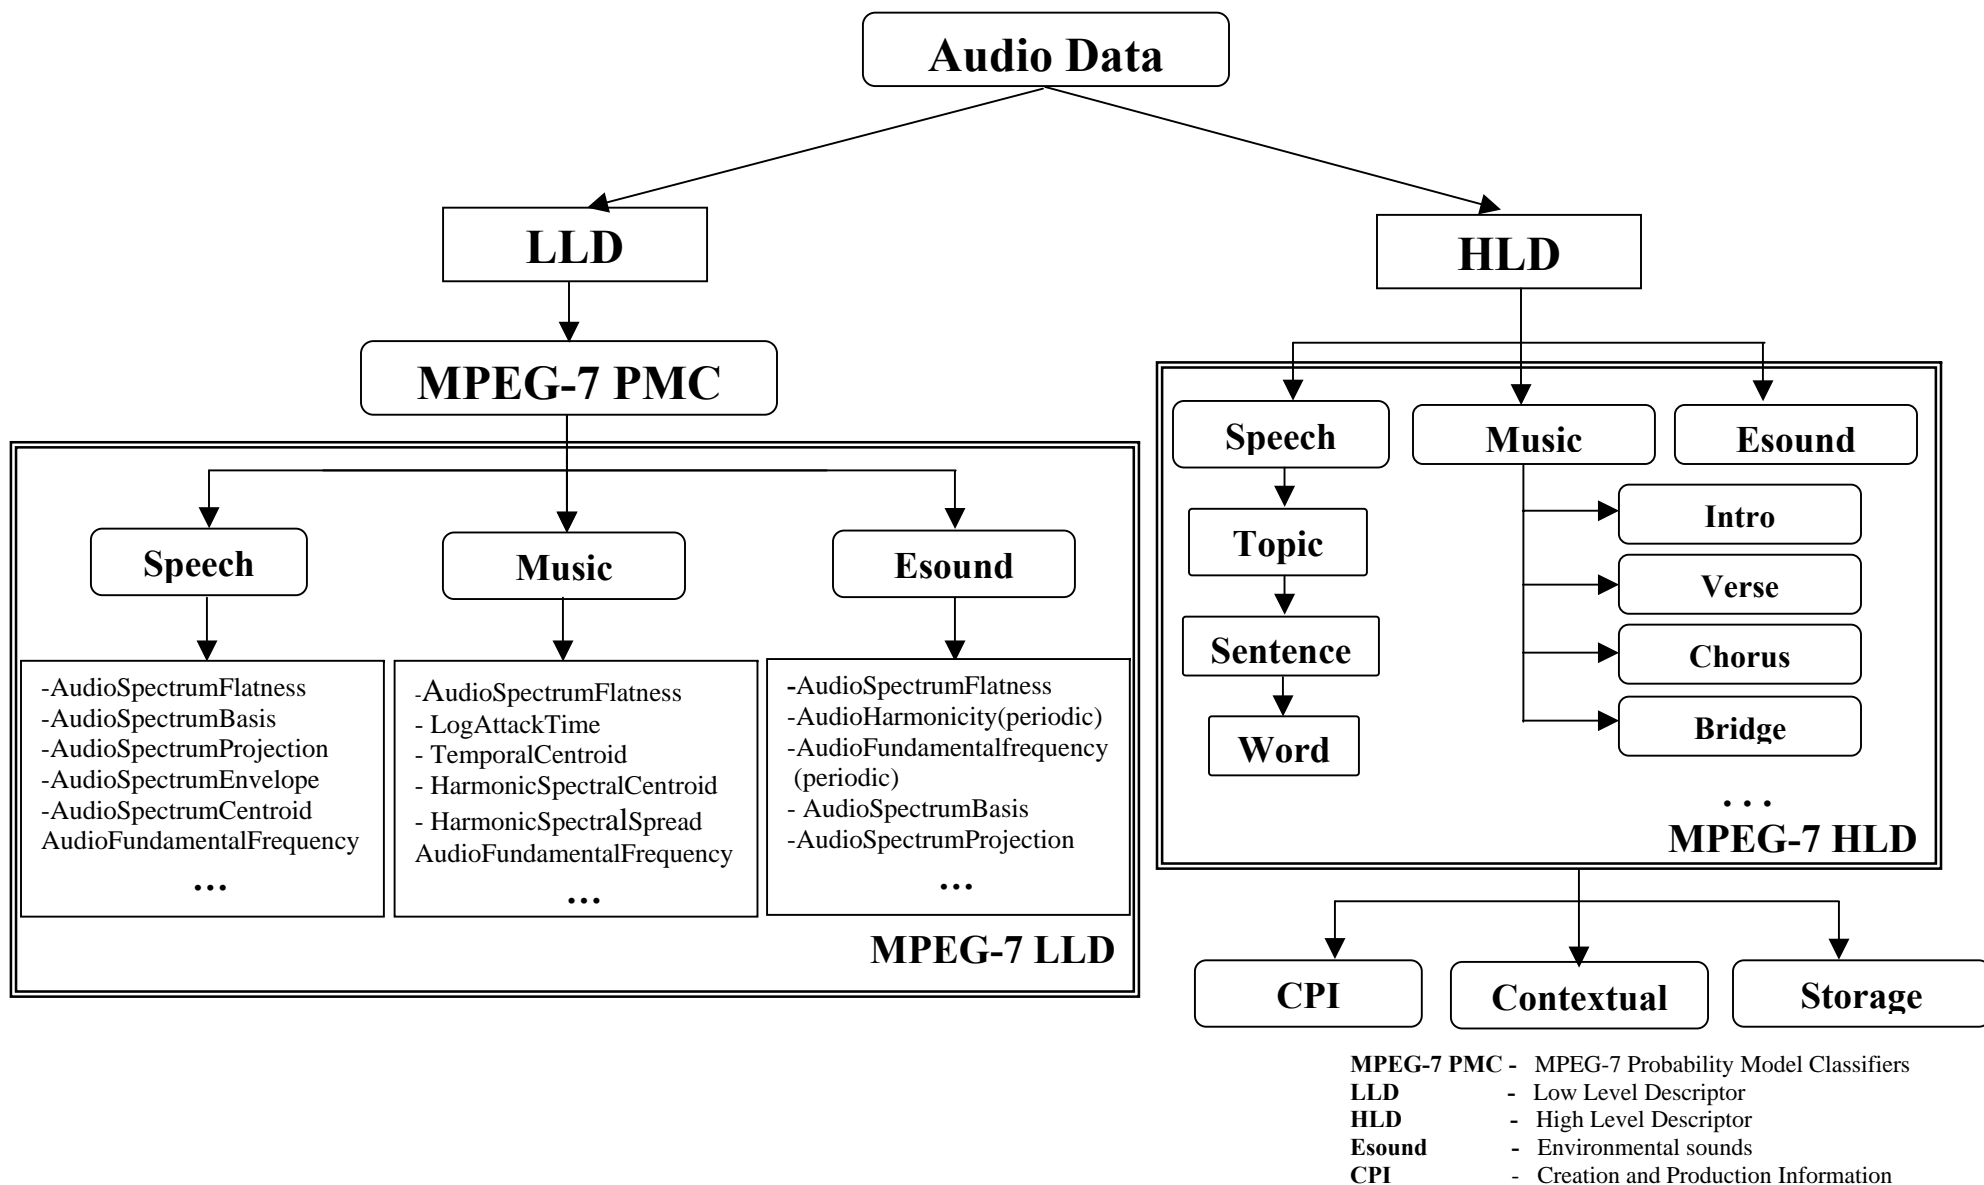 Audio Data
LLD
HLD
MPEG-7 PMC
Speech
Music
Esound
-AudioSpectrumFlatness
-AudioSpectrumBasis
-AudioSpectrumProjection
-AudioSpectrumEnvelope
-AudioSpectrumCentroid
AudioFundamentalFrequency
...
-AudioSpectrumFlatness
- LogAttackTime
- TemporalCentroid
- HarmonicSpectralCentroid
- HarmonicSpectralSpread
AudioFundamentalFrequency
...
-AudioSpectrumFlatness
-AudioHarmonicity(periodic)
-AudioFundamentalfrequency
(periodic)
- AudioSpectrumBasis
-AudioSpectrumProjection
...
MPEG-7 LLD
Speech
Music
Esound
Topic
Sentence
Word
Intro
Verse
Chorus
Bridge
...
MPEG-7 HLD
CPI
Contextual
Storage
MPEG-7 PMC - MPEG-7 Probability Model Classifiers
LLD - Low Level Descriptor
HLD - High Level Descriptor
Esound - Environmental sounds
CPI - Creation and Production Information